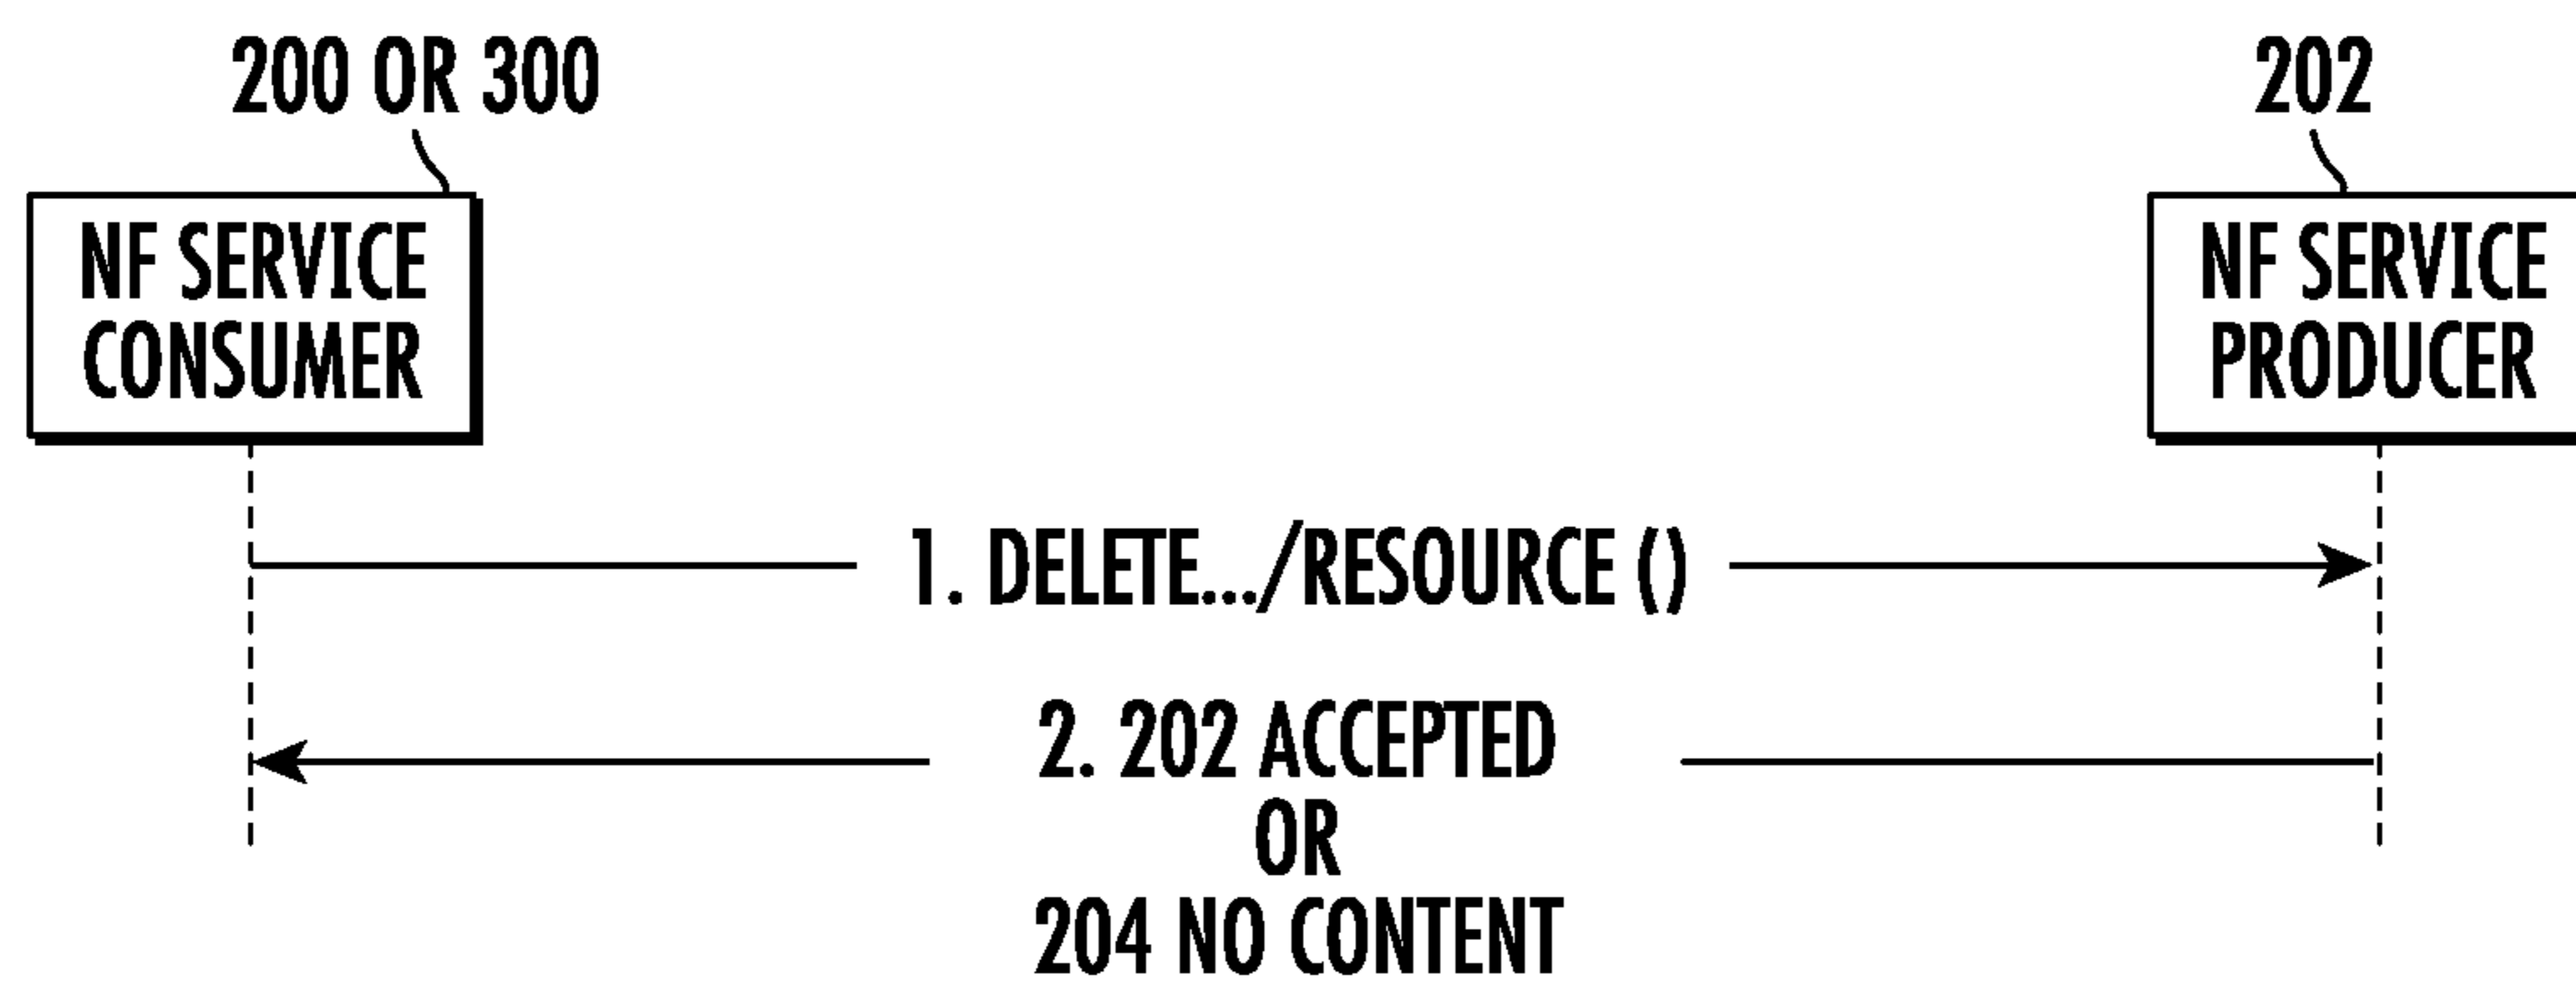 200 OR 300
202
NF SERVICE
CONSUMER
NF SERVICE
PRODUCER
1. DELETE.../RESOURCE ()
2. 202 ACCEPTED
OR
204 NO CONTENT